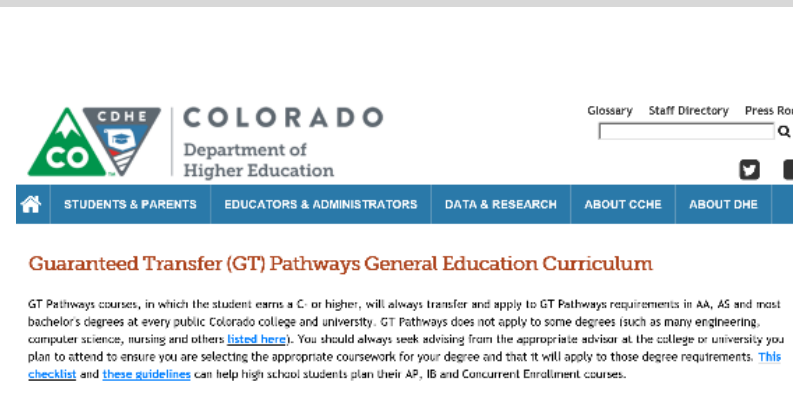 Glossary Staff Directory Press
CDHE
CO
COLORADO
Department of
Higher Education
STUDENTS & PARENTS EDUCATORS & ADMINISTRATORS DATA & RESEARCH ABOUT CCHE ABOUT DHE
Guaranteed Transfer (GT) Pathways General Education Curriculum
GT Pathways courses, in which the student earns a C- or higher, will always transfer and apply to GT Pathways requirements in AA, AS and most
bachelor's degrees at every public Colorado college and university. GT Pathways does not apply to some degrees (such as many engineering,
computer science, nursing and others listed here). You should always seek advising from the appropriate advisor at the college or university you
plan to attend to ensure you are selecting the appropriate coursework for your degree and that it will apply to those degree requirements. This
checklist and these guidelines can help high school students plan their AP, IB and Concurrent Enrollment courses.